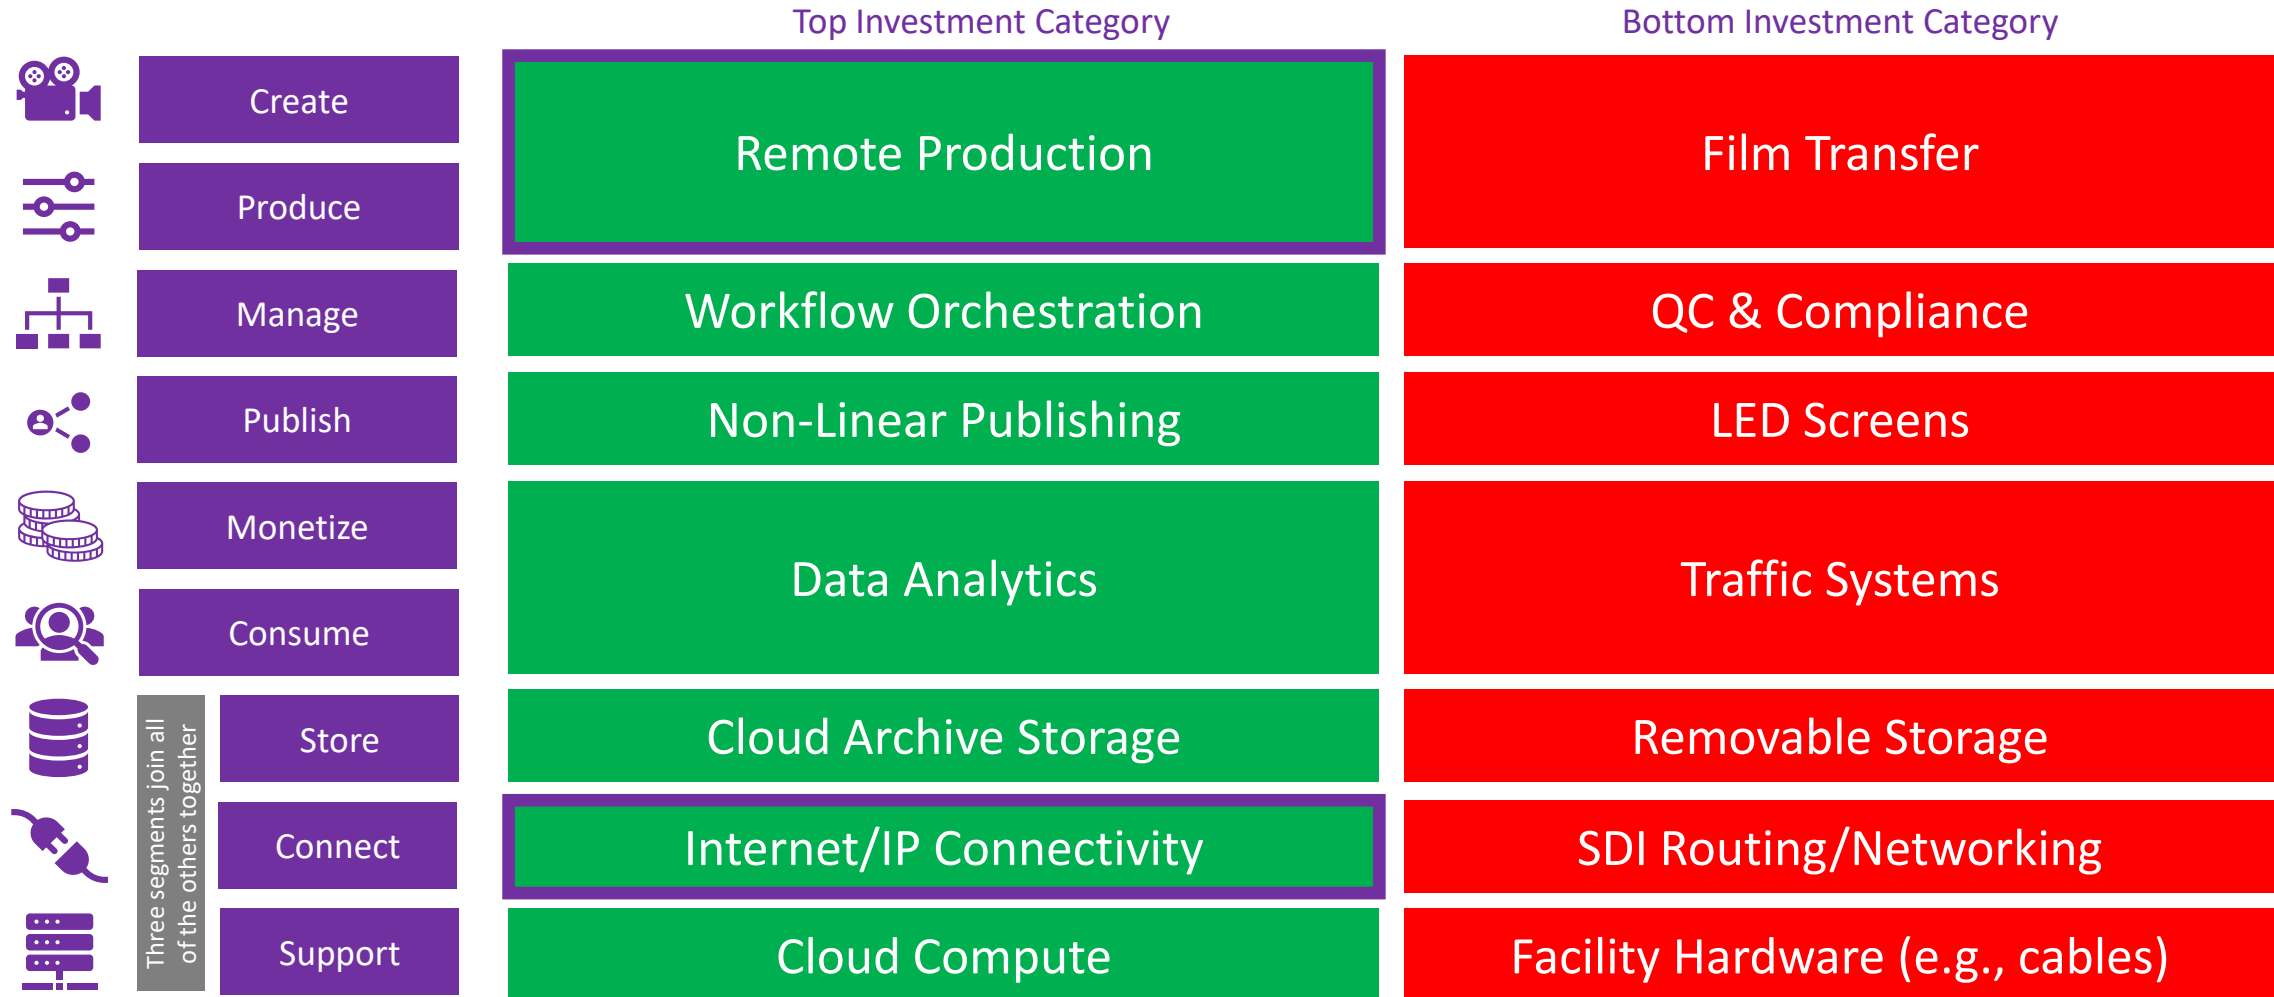 Top Investment Category
Bottom Investment Category
Create
Remote Production
Film Transfer
Produce
Manage
Workflow Orchestration
QC & Compliance
Publish
Non-Linear Publishing
LED Screens
Monetize
Data Analytics
Traffic Systems
Consume
Three segments join all
of the others together
Store
Cloud Archive Storage
Removable Storage
Connect
Internet/IP Connectivity
SDI Routing/Networking
Support
Cloud Compute
Facility Hardware (e.g., cables)